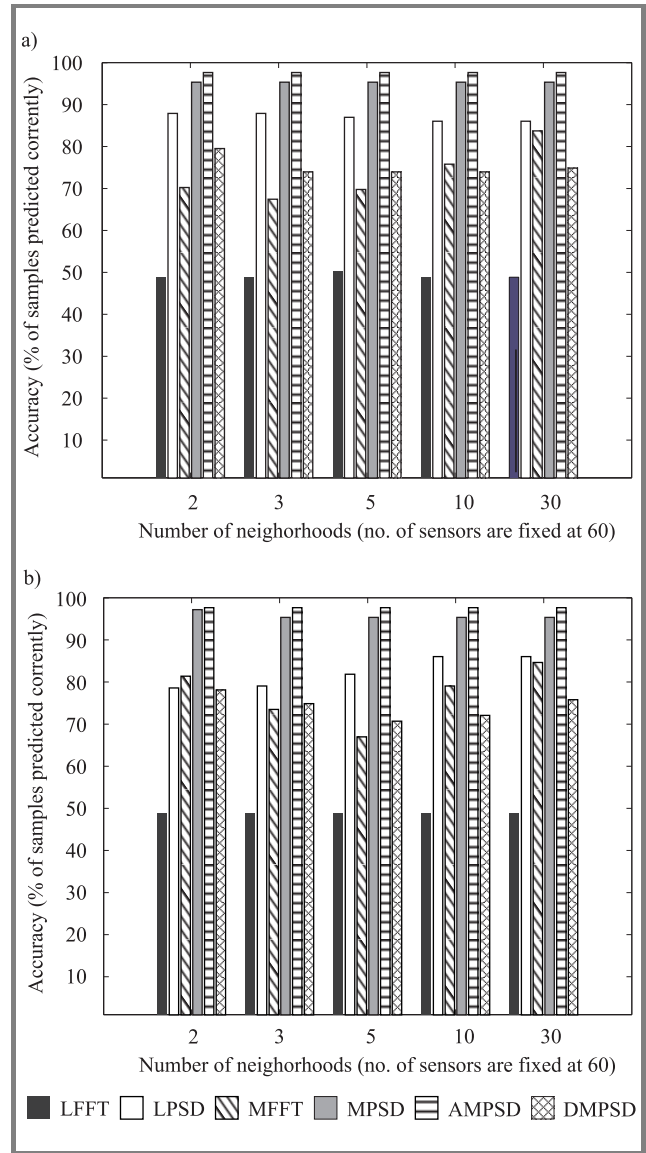 a)
100
90
80
70
60
50
40
30
20
10
Accuracy (% of samples predicted corrently)
2 3 5 10 30
Number of neighorhoods (no. of sensors are fixed at 60)
b)
100
90
80
70
60
50
40
30
20
10
Accuracy (% of samples predicted corrently)
2 3 5 10 30
Number of neighorhoods (no. of sensors are fixed at 60)
LFFT LPSD MFFT MPSD AMPSD DMPSD